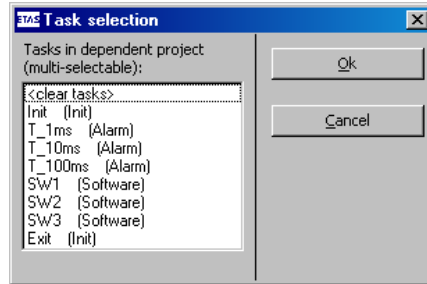 ETAS Task selection
Tasks in dependent project
(multi-selectable):
<clear tasks>
Init (Init)
T_1ms (Alarm)
T_10ms (Alarm)
T_100ms (Alarm)
SW1 (Software)
SW2 (Software)
SW3 (Software)
Exit (Init)
Ok
Cancel